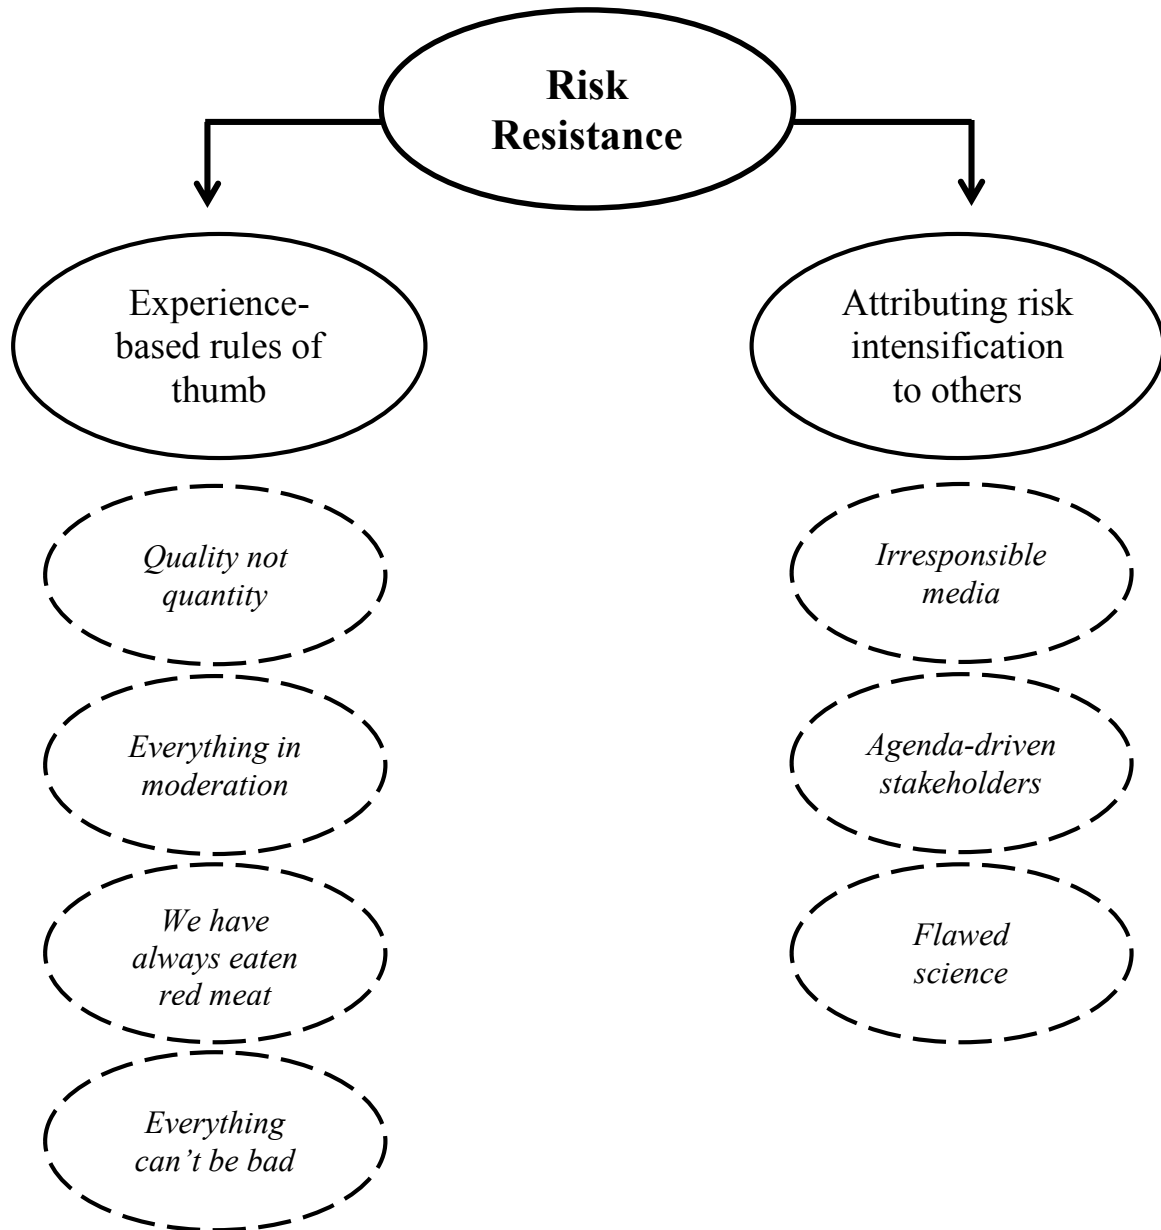 Risk
Resistance
Experience-
based rules of
thumb
Quality not
quantity
Everything in
moderation
We have
always eaten
red meat
Everything
can’t be bad
Attributing risk
intensification
to others
Irresponsible
media
Agenda-driven
stakeholders
Flawed
science